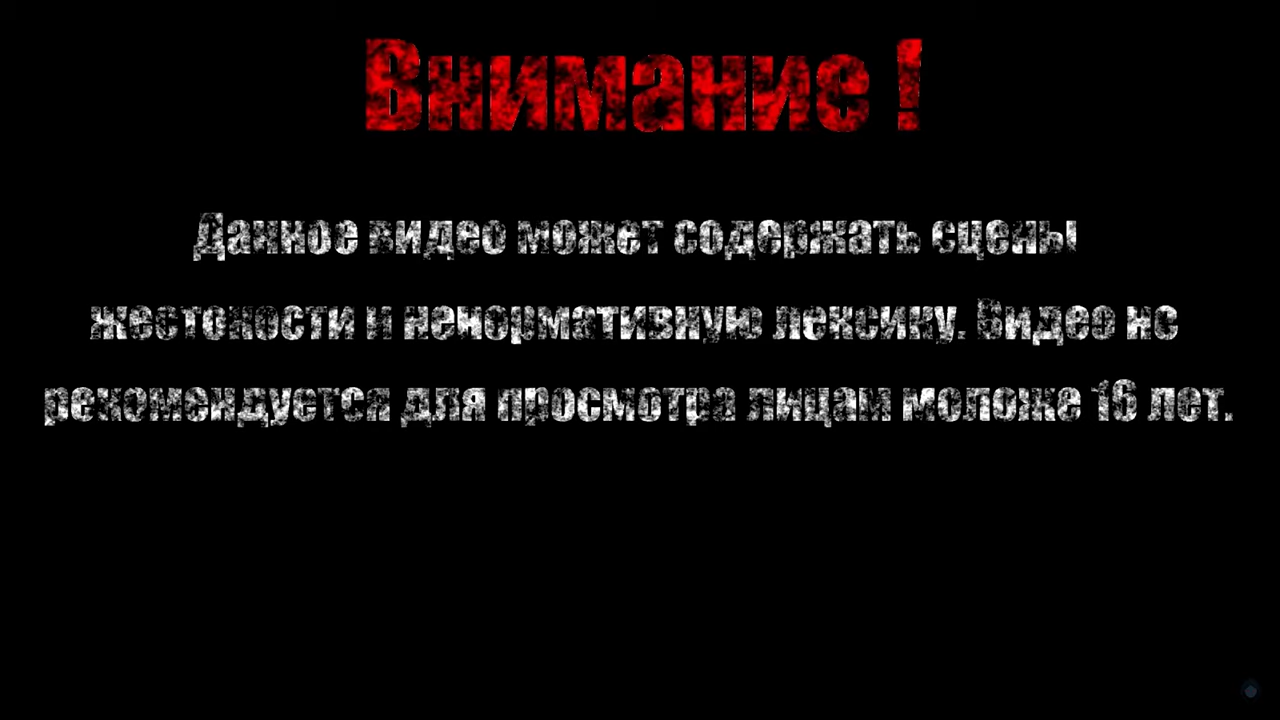 Внимание !
Данное видео может содержать сцены
жестокости и ненормативную лексику. Видео не
рекомендуется для просмотра лицам моложе 16 лет.